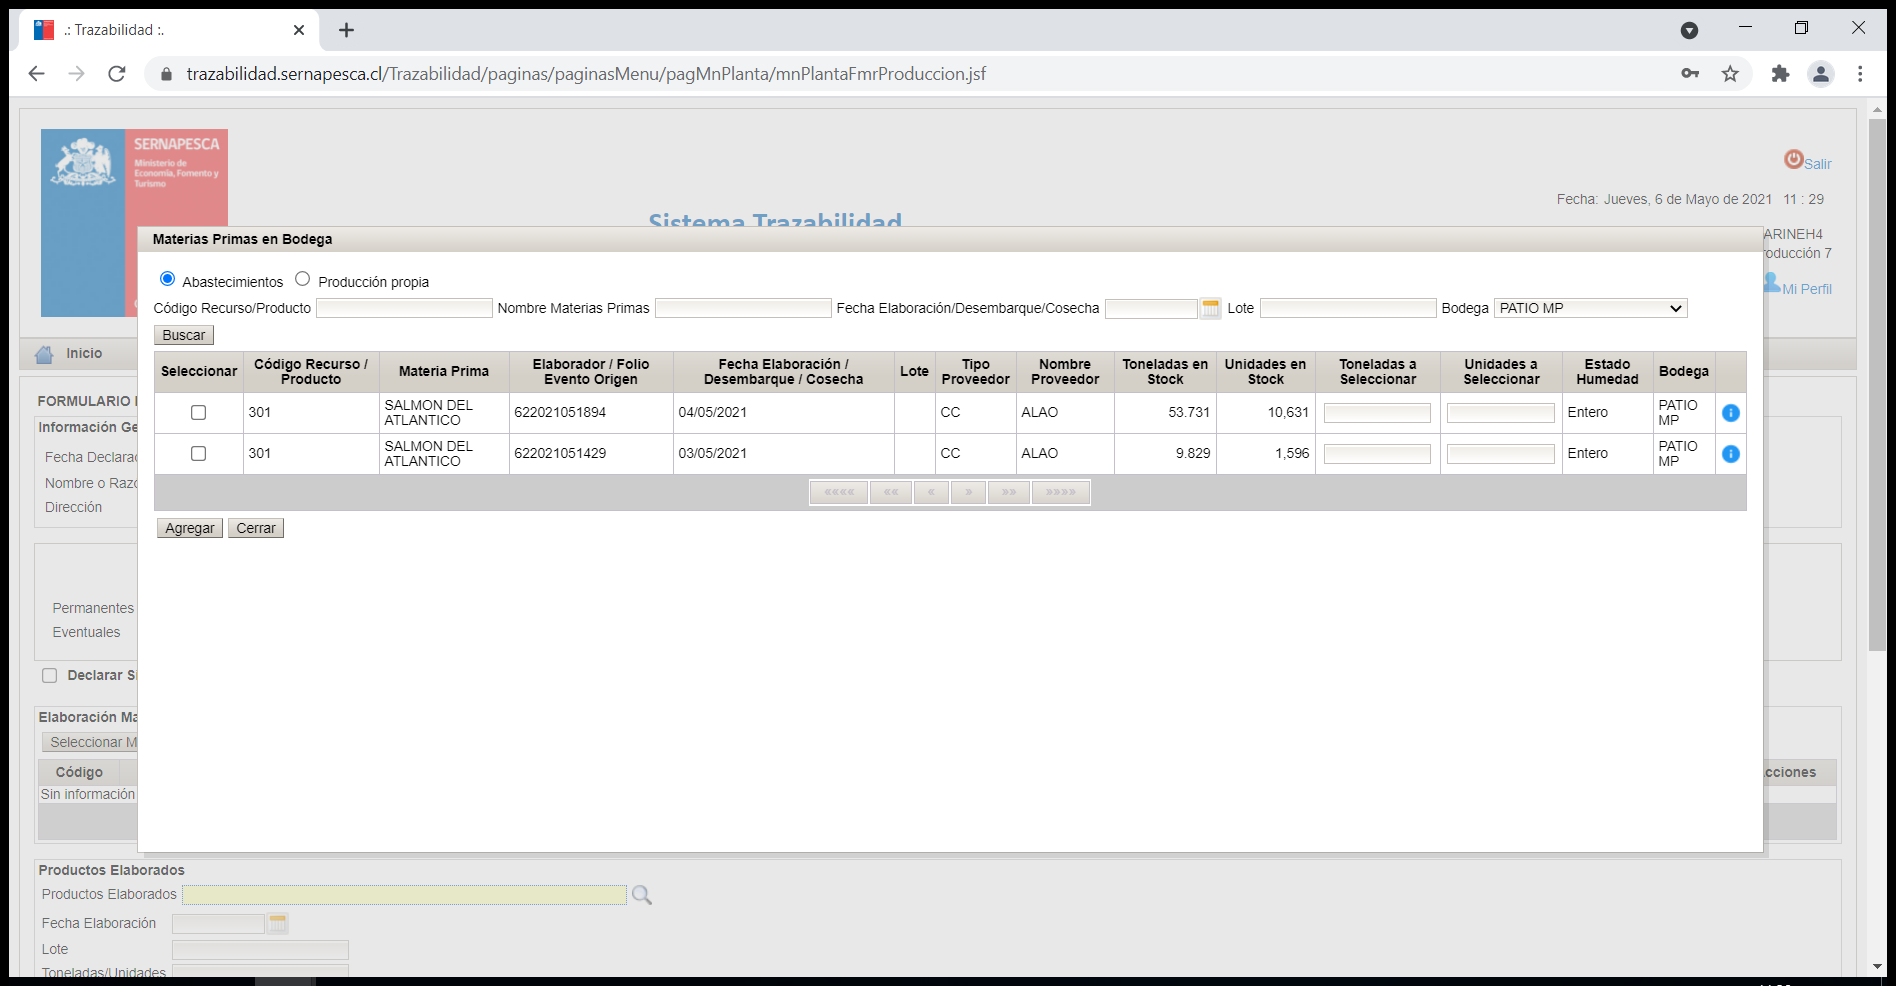 .: Trazabilidad :.
trazabilidad.sernapesca.cl/Trazabilidad/paginas/paginasMenu/pagMnPlanta/mnPlantaFmrProduccion.jsf
SERNAPESCA
Ministerio de
Economía, Fomento y
Turismo
Salir
Fecha: Jueves, 6 de Mayo de 2021 11 : 29
Sistema Trazabilidad
ARINEH4
oducción 7
Mi Perfil
Inicio
Materias Primas en Bodega
Abastecimientos Producción propia
Código Recurso/Producto Nombre Materias Primas Fecha Elaboración/Desembarque/Cosecha Lote Bodega PATIO MP
Buscar
Seleccionar Código Recurso / Producto Materia Prima Elaborador / Folio Evento Origen Fecha Elaboración / Desembarque / Cosecha Lote Tipo Proveedor Nombre Proveedor Toneladas en Stock Unidades en Stock Toneladas a Seleccionar Unidades a Seleccionar Estado Humedad Bodega
301 SALMON DEL ATLANTICO 622021051894 04/05/2021 CC ALAO 53.731 10,631 Entero PATIO MP
301 SALMON DEL ATLANTICO 622021051429 03/05/2021 CC ALAO 9.829 1,596 Entero PATIO MP
«««« «« « » »» »»»»
Agregar Cerrar
FORMULARIO
Información Ge
Fecha Declarac
Nombre o Razo
Dirección
Permanentes
Eventuales
Declarar Si
Elaboración Ma
Seleccionar M
Código cciones
Sin información
Productos Elaborados
Productos Elaborados
Fecha Elaboración
Lote
Toneladas/Unidades